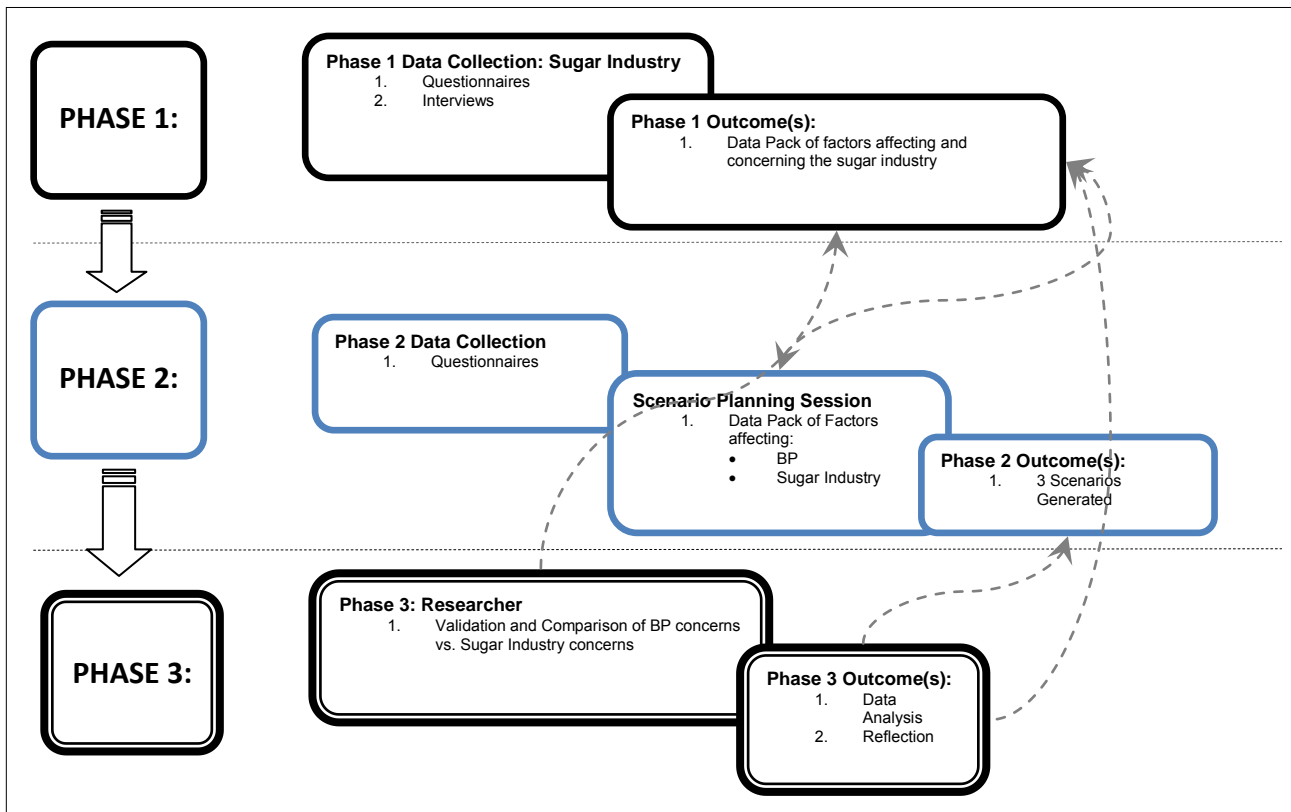 PHASE 1:
Phase 1 Data Collection: Sugar Industry
1. Questionnaires
2. Interviews
Phase 1 Outcome(s):
1. Data Pack of factors affecting and
concerning the sugar industry
PHASE 2:
Phase 2 Data Collection
1. Questionnaires
Scenario Planning Session
1. Data Pack of Factors
affecting:
• BP
• Sugar Industry
Phase 2 Outcome(s):
1. 3 Scenarios
Generated
PHASE 3:
Phase 3: Researcher
1. Validation and Comparison of BP concerns
vs. Sugar Industry concerns
Phase 3 Outcome(s):
1. Data
Analysis
2. Reflection